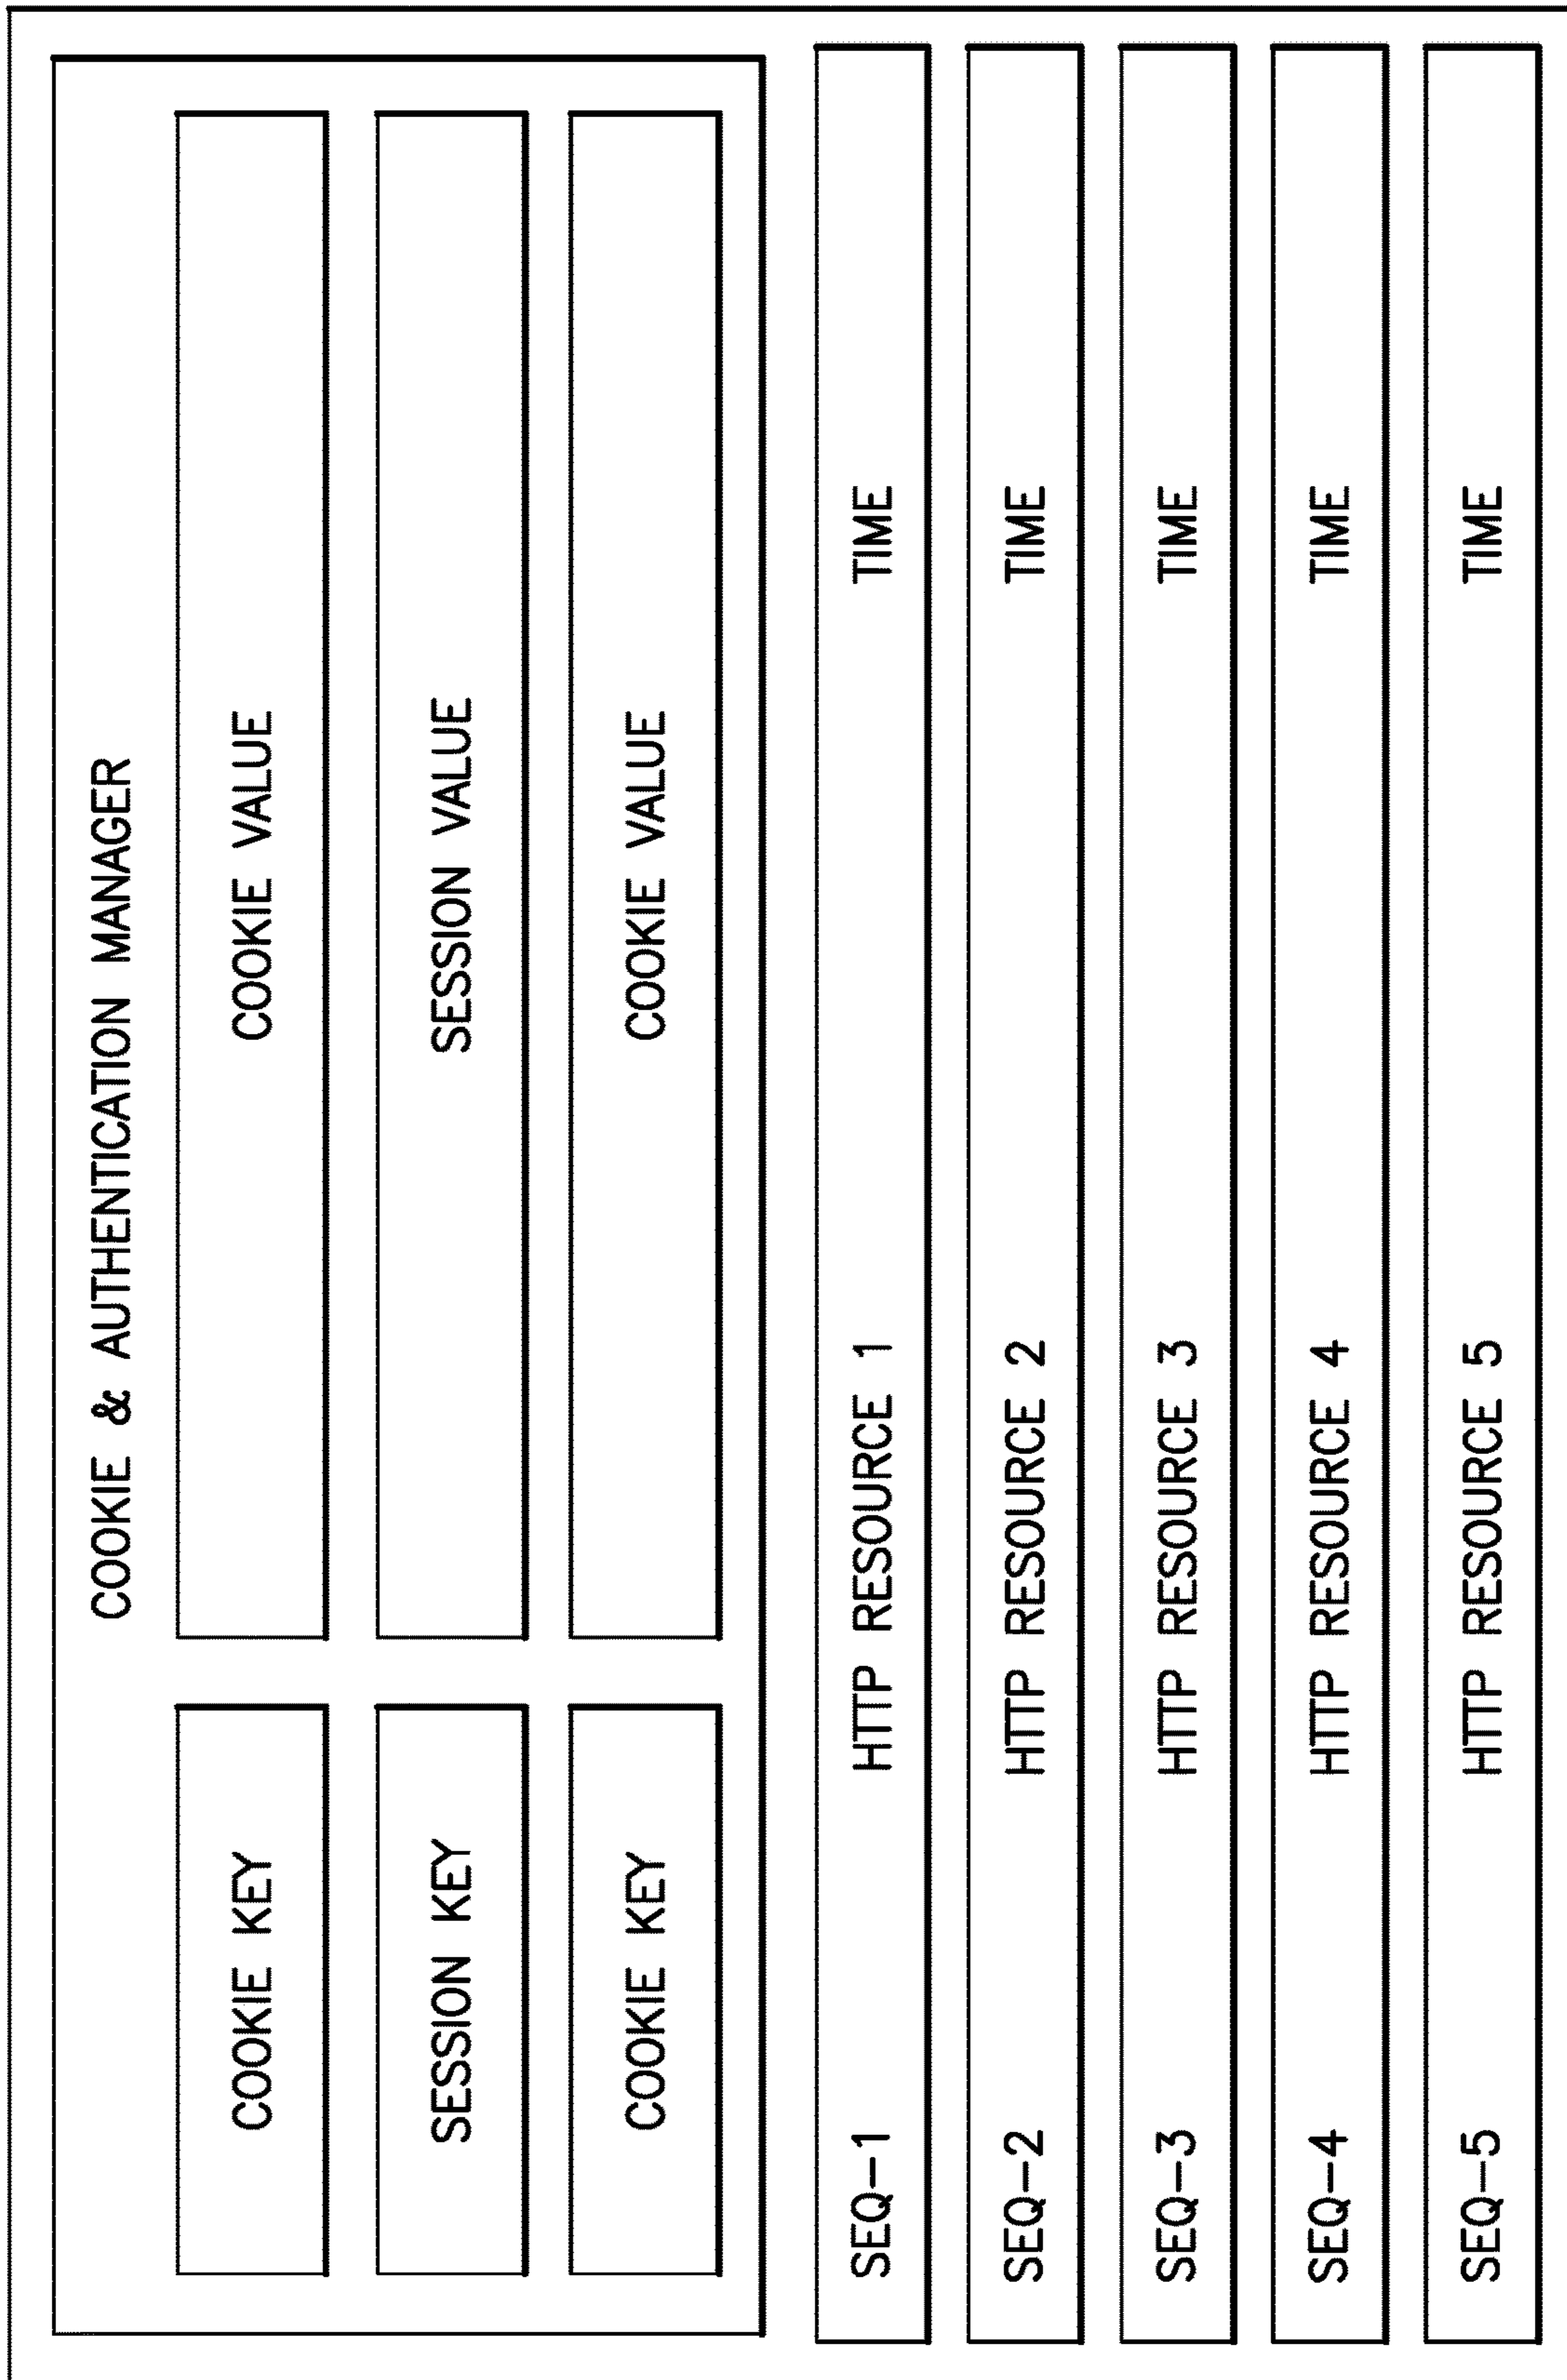 COOKIE & AUTHENTICATION MANAGER
COOKIE KEY COOKIE VALUE
SESSION KEY SESSION VALUE
COOKIE KEY COOKIE VALUE
SEQ-1 HTTP RESOURCE 1 TIME
SEQ-2 HTTP RESOURCE 2 TIME
SEQ-3 HTTP RESOURCE 3 TIME
SEQ-4 HTTP RESOURCE 4 TIME
SEQ-5 HTTP RESOURCE 5 TIME